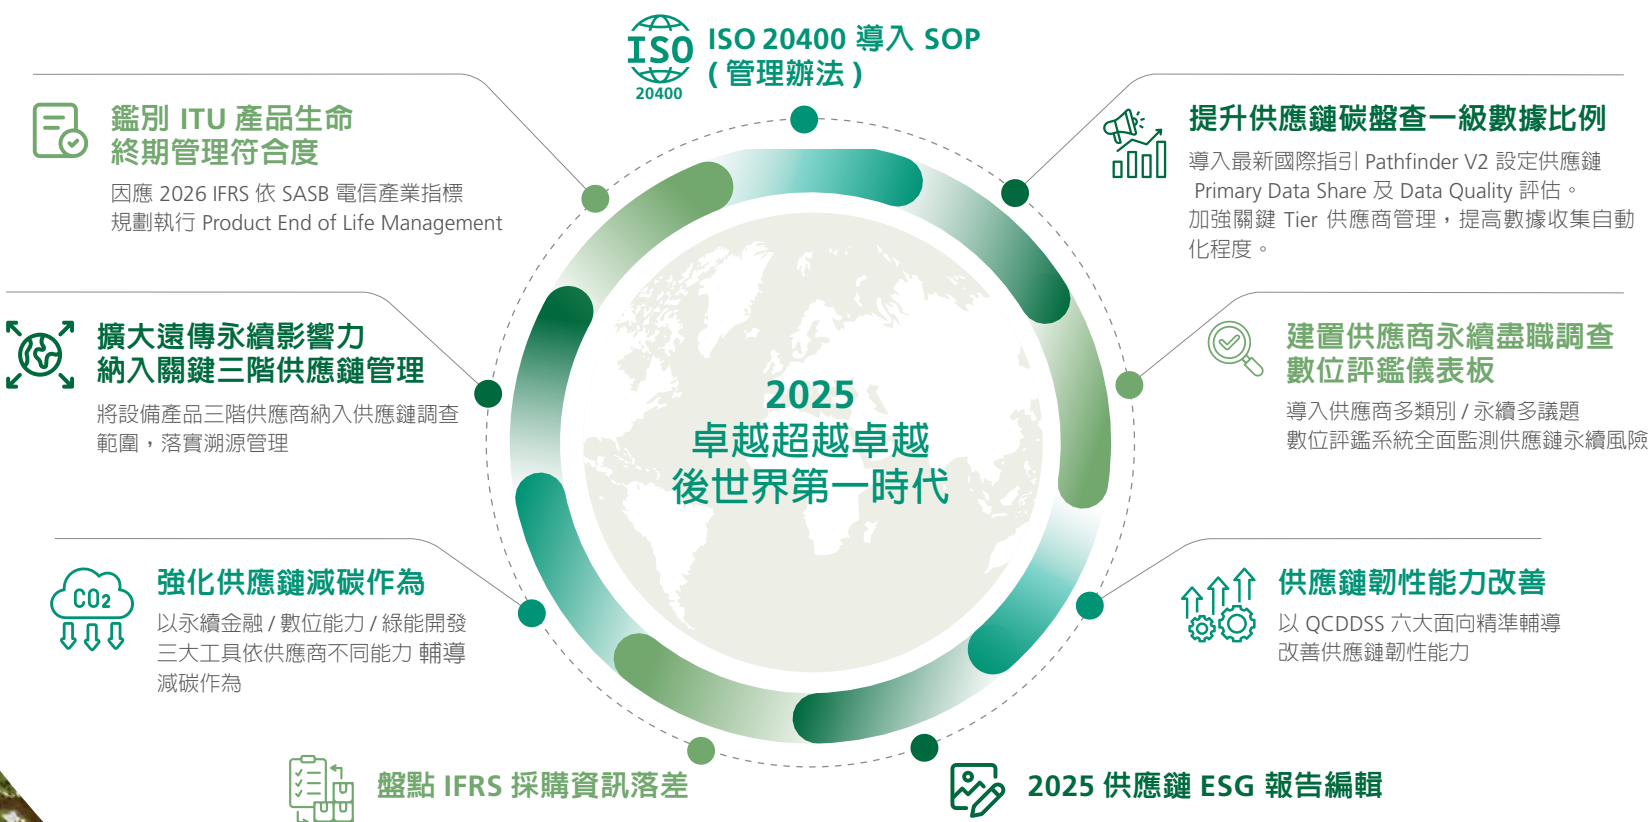 ISO
20400
ISO 20400 導入 SOP
( 管理辦法 )
鑑別 ITU 產品生命
終期管理符合度
因應 2026 IFRS 依 SASB 電信產業指標
規劃執行 Product End of Life Management
提升供應鏈碳盤查一級數據比例
導入最新國際指引 Pathfinder V2 設定供應鏈
Primary Data Share 及 Data Quality 評估。
加強關鍵 Tier 供應商管理，提高數據收集自動
化程度。
擴大遠傳永續影響力
納入關鍵三階供應鏈管理
將設備產品三階供應商納入供應鏈調查
範圍，落實溯源管理
建置供應商永續盡職調查
數位評鑑儀表板
導入供應商多類別 / 永續多議題
數位評鑑系統全面監測供應鏈永續風險
2025
卓越超越卓越
後世界第一時代
CO2
強化供應鏈減碳作為
以永續金融 / 數位能力 / 綠能開發
三大工具依供應商不同能力 輔導
減碳作為
供應鏈韌性能力改善
以 QCDDSS 六大面向精準輔導
改善供應鏈韌性能力
盤點 IFRS 採購資訊落差
2025 供應鏈 ESG 報告編輯